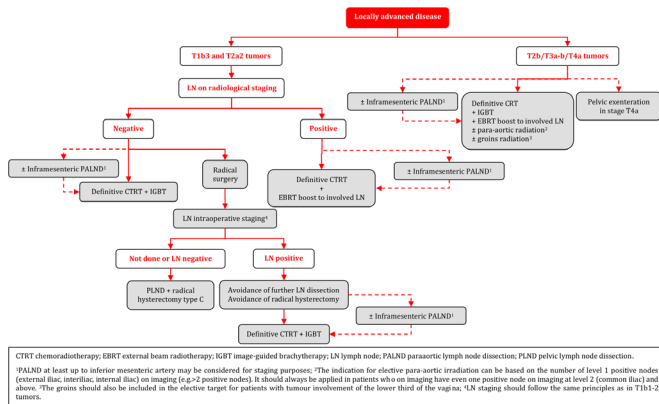 Locally advanced disease
T1b3 and T2a2 tumors
T2b/T3a-b/T4a tumors
LN on radiological staging
± Inframesenteric PALND¹
Definitive CRT
+ IGBT
+ EBRT boost to involved LN
± para-aortic radiation²
± groins radiation³
Pelvic exenteration
in stage T4a
Negative
Positive
± Inframesenteric PALND¹
Definitive CTRT + IGBT
Radical
surgery
Definitive CTRT
+
EBRT boost to involved LN
± Inframesenteric PALND¹
LN intraoperative staging⁴
Not done or LN negative
LN positive
PLND + radical
hysterectomy type C
Avoidance of further LN dissection
Avoidance of radical hysterectomy
± Inframesenteric PALND¹
Definitive CTRT + IGBT
CTRT chemoradiotherapy; EBRT external beam radiotherapy; IGBT image-guided brachytherapy; LN lymph node; PALND paraaortic lymph node dissection; PLND pelvic lymph node dissection.
¹PALND at least up to inferior mesenteric artery may be considered for staging purposes; ²The indication for elective para-aortic irradiation can be based on the number of level 1 positive nodes
(external iliac, interiliac, internal iliac) on imaging (e.g.>2 positive nodes). It should always be applied in patients who on imaging have even one positive node on imaging at level 2 (common iliac) and
above. ³The groins should also be included in the elective target for patients with tumour involvement of the lower third of the vagina; ⁴LN staging should follow the same principles as in T1b1-2
tumors.